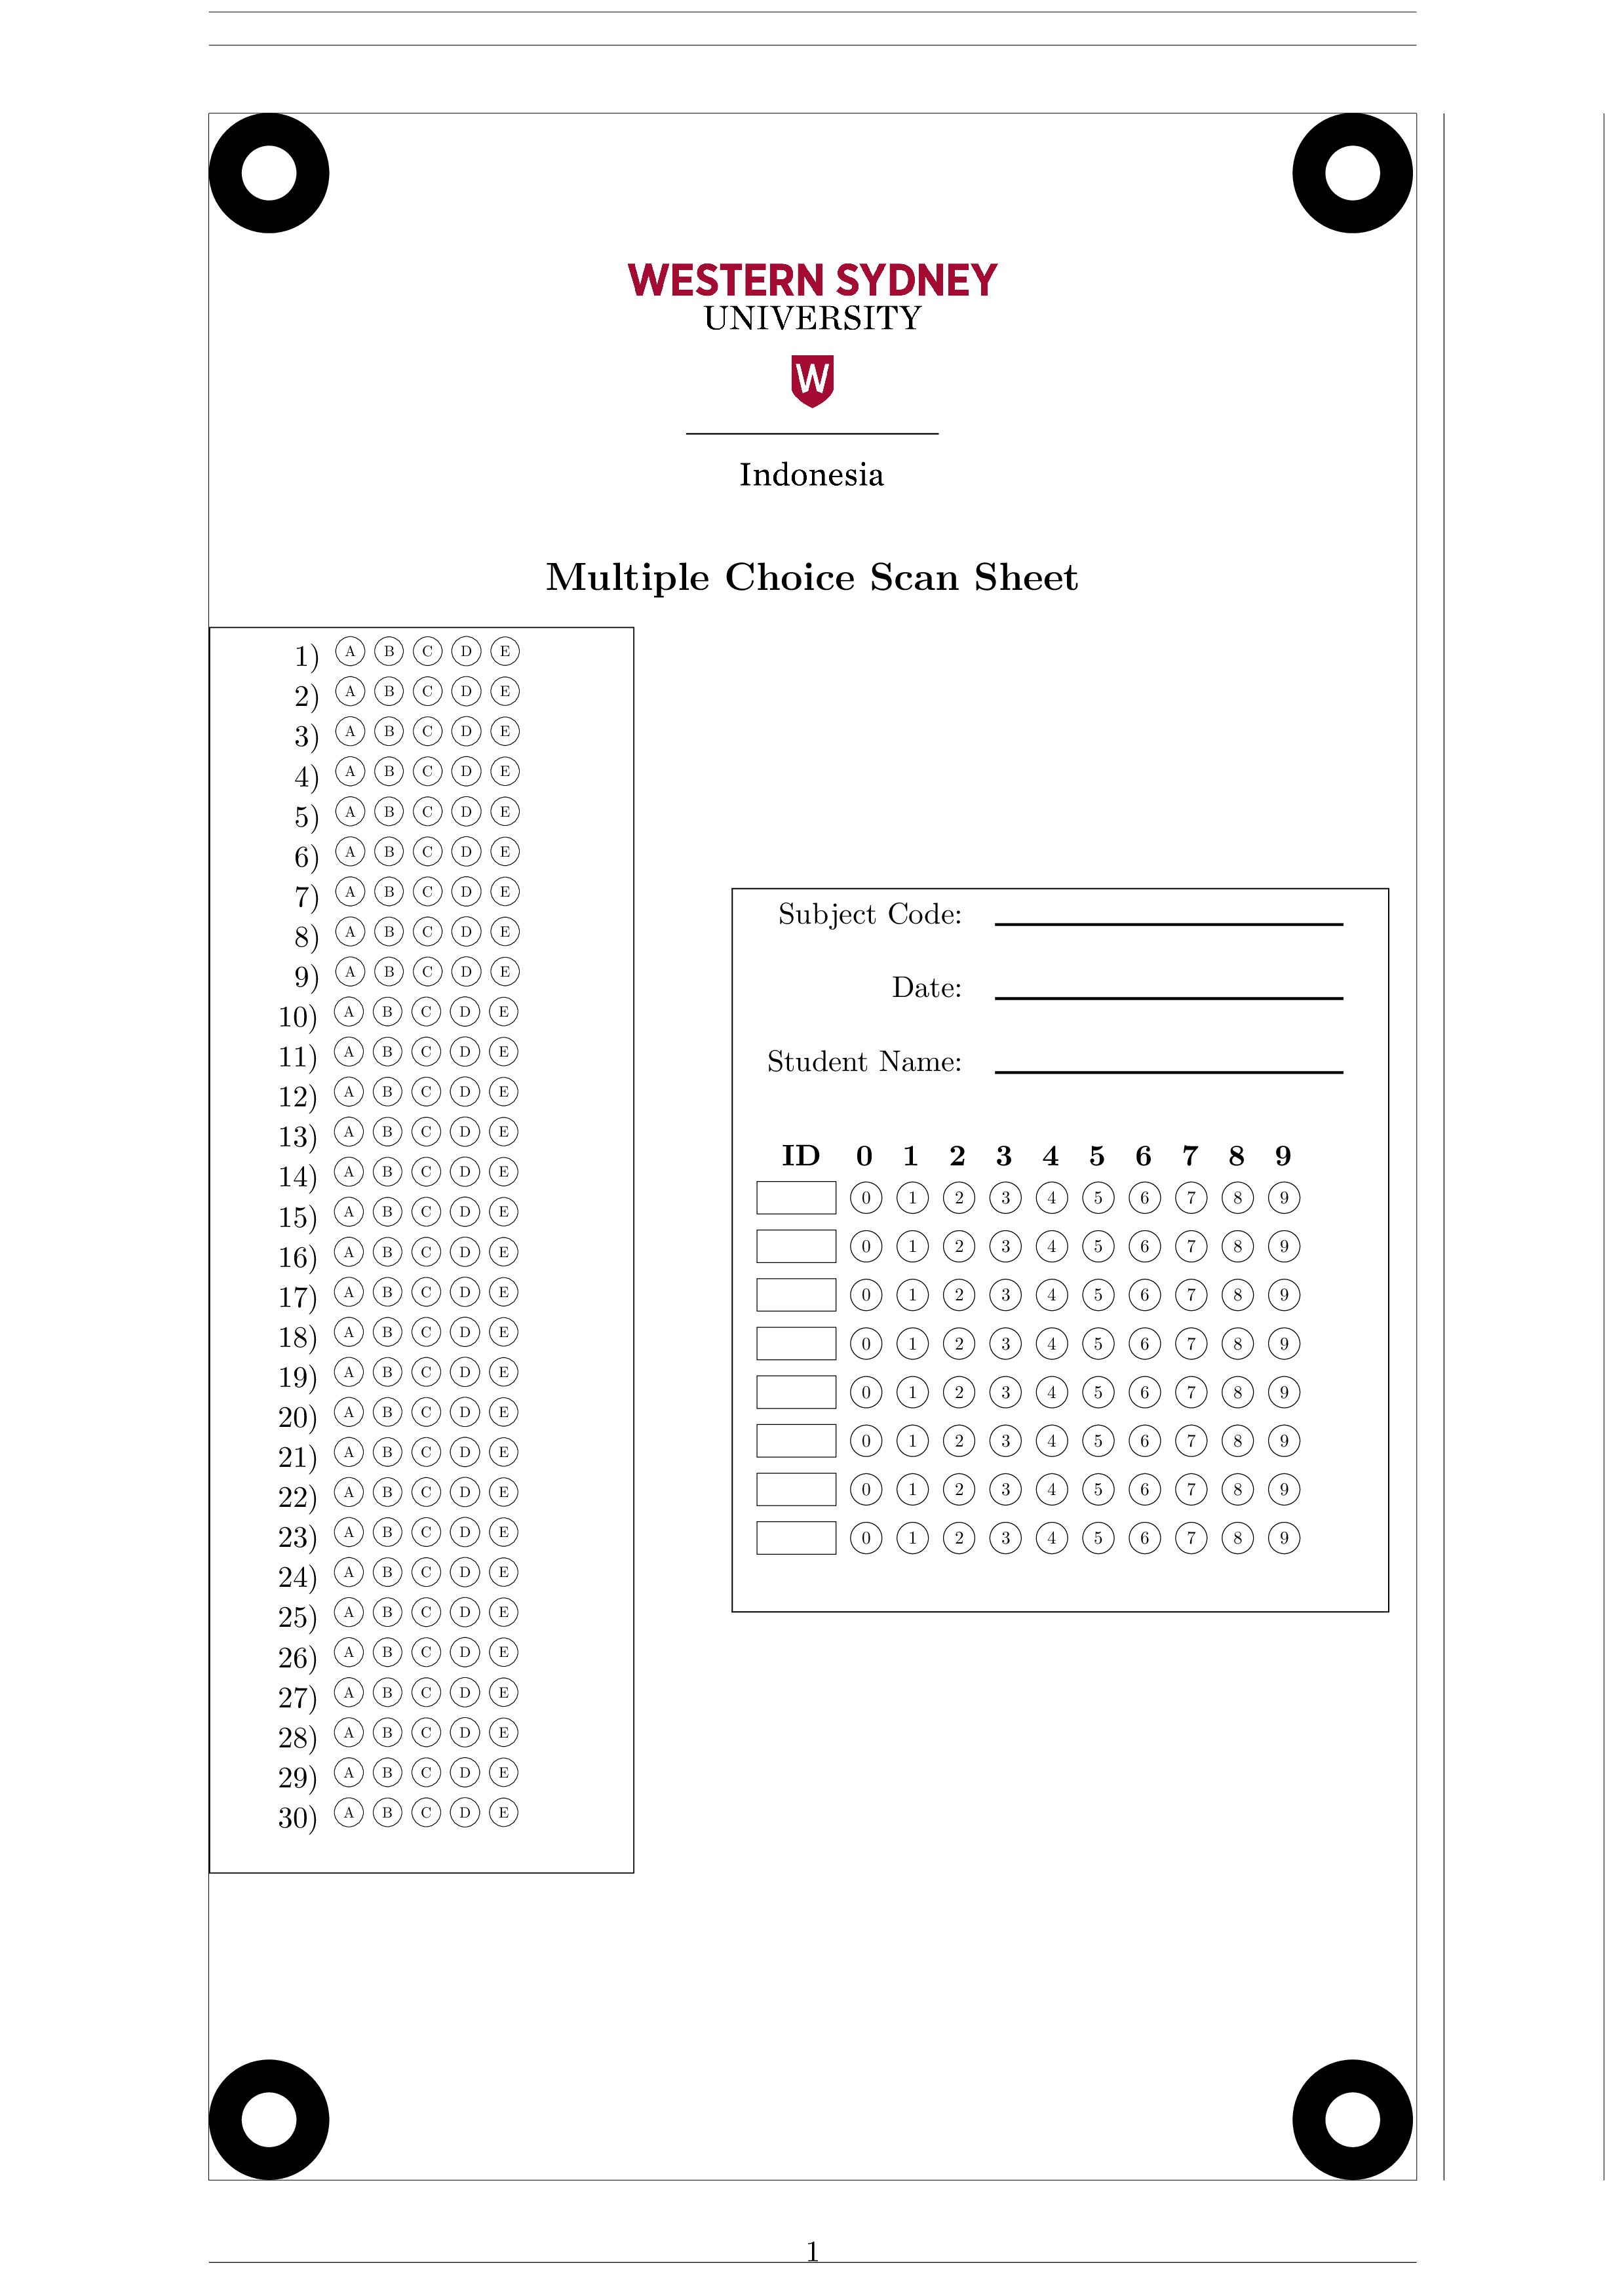 WESTERN SYDNEY
UNIVERSITY
W
Indonesia
Multiple Choice Scan Sheet
1) A B C D E
2) A B C D E
3) A B C D E
4) A B C D E
5) A B C D E
6) A B C D E
7) A B C D E
8) A B C D E
9) A B C D E
10) A B C D E
11) A B C D E
12) A B C D E
13) A B C D E
14) A B C D E
15) A B C D E
16) A B C D E
17) A B C D E
18) A B C D E
19) A B C D E
20) A B C D E
21) A B C D E
22) A B C D E
23) A B C D E
24) A B C D E
25) A B C D E
26) A B C D E
27) A B C D E
28) A B C D E
29) A B C D E
30) A B C D E
Subject Code:
Date:
Student Name:
ID 0 1 2 3 4 5 6 7 8 9
0 1 2 3 4 5 6 7 8 9
0 1 2 3 4 5 6 7 8 9
0 1 2 3 4 5 6 7 8 9
0 1 2 3 4 5 6 7 8 9
0 1 2 3 4 5 6 7 8 9
0 1 2 3 4 5 6 7 8 9
0 1 2 3 4 5 6 7 8 9
0 1 2 3 4 5 6 7 8 9
1